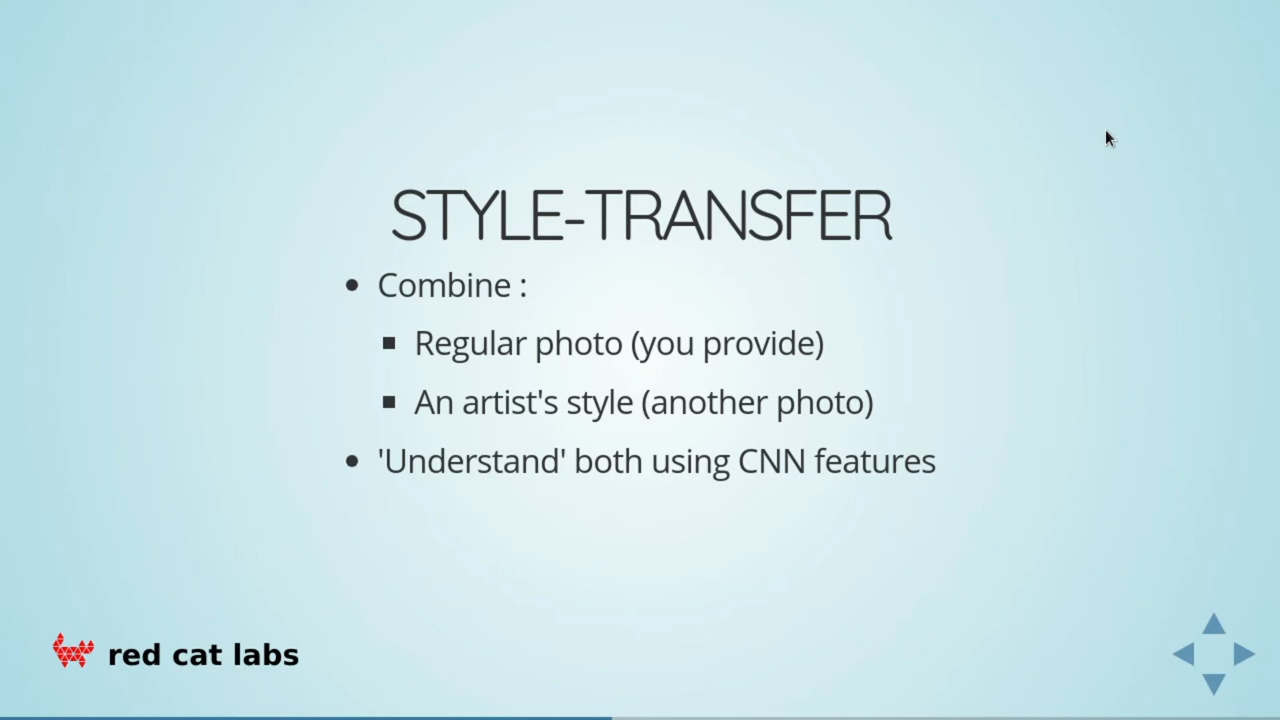 STYLE-TRANSFER
Combine :
Regular photo (you provide)
An artist's style (another photo)
'Understand' both using CNN features
red cat labs